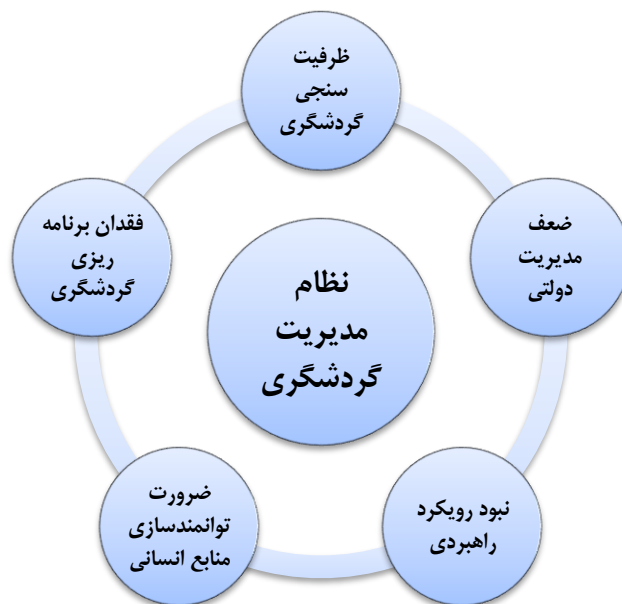 ظرفیت
سنجی
گردشگری
ضعف
مدیریت
دولتی
نبود رویکرد
راهبردی
ضرورت
توانمندسازی
منابع انسانی
فقدان برنامه
ریزی
گردشگری
نظام
مدیریت
گردشگری